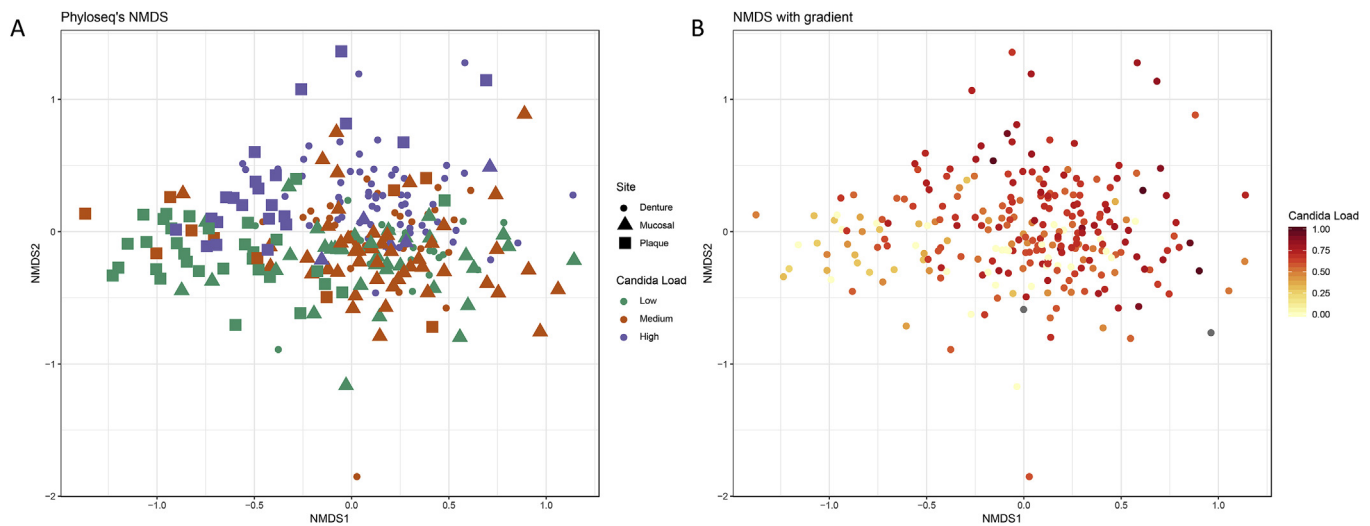 A
Phyloseq's NMDS
1
0
−1
−2
NMDS2
−1.0
−0.5
0.0
0.5
1.0
NMDS1
Site
Denture
Mucosal
Plaque
Candida Load
Low
Medium
High
B
NMDS with gradient
1
0
−1
−2
NMDS2
−1.0
−0.5
0.0
0.5
1.0
NMDS1
Candida Load
1.00
0.75
0.50
0.25
0.00